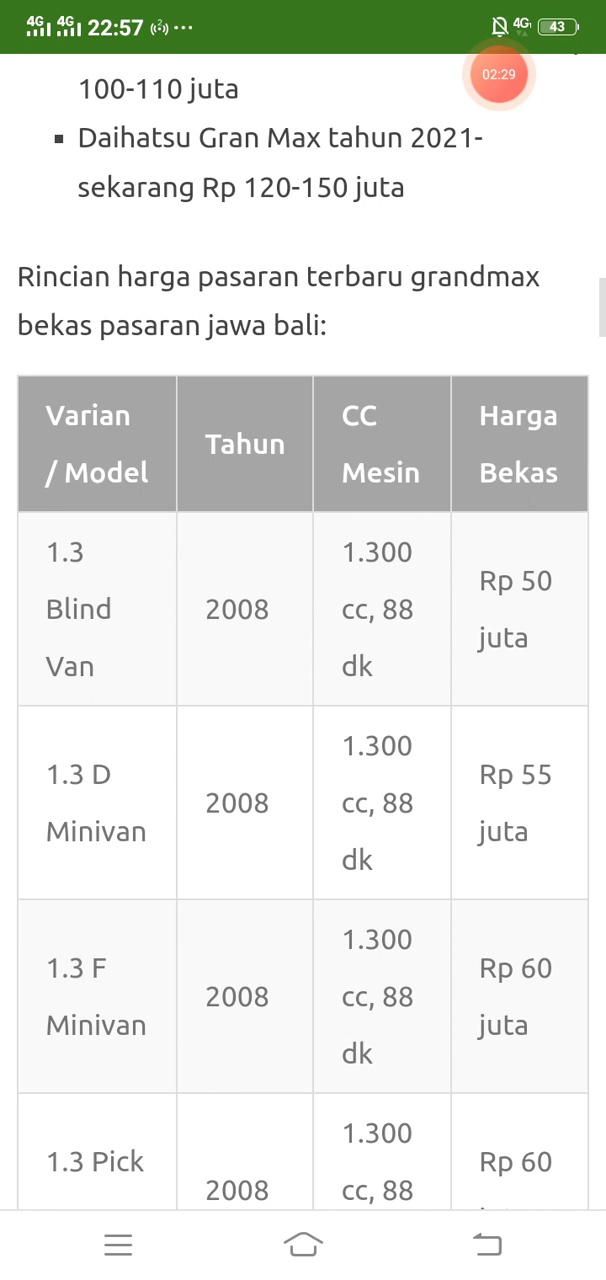 4G 4G 22:57 4G 43
02:29
100-110 juta
▪ Daihatsu Gran Max tahun 2021-
sekarang Rp 120-150 juta
Rincian harga pasaran terbaru grandmax
bekas pasaran jawa bali:
Varian / Model Tahun CC Mesin Harga Bekas
1.3 Blind Van 2008 1.300 cc, 88 dk Rp 50 juta
1.3 D Minivan 2008 1.300 cc, 88 dk Rp 55 juta
1.3 F Minivan 2008 1.300 cc, 88 dk Rp 60 juta
1.3 Pick 2008 1.300 cc, 88 Rp 60